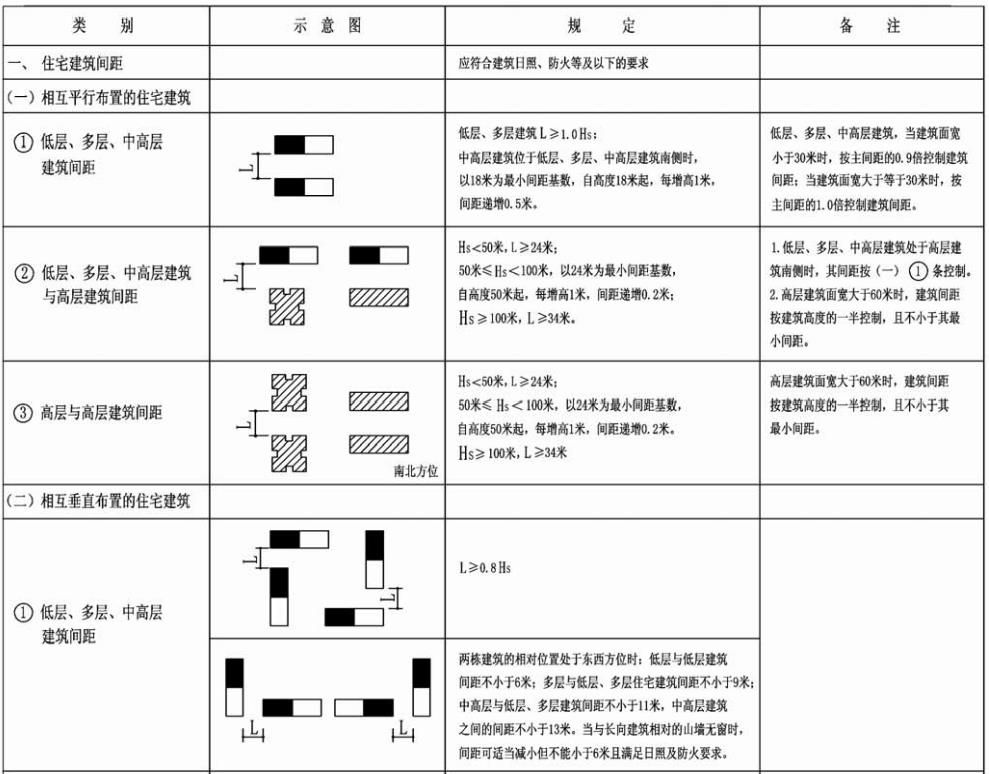 类 别
示 意 图
规 定
备 注
一、 住宅建筑间距
应符合建筑日照、防火等及以下的要求
(一)相互平行布置的住宅建筑
① 低层、多层、中高层
建筑间距
L
低层、多层建筑L≥1.0Hs;
中高层建筑位于低层、多层、中高层建筑南侧时,
以18米为最小间距基数,自高度18米起,每增高1米,
间距递增0.5米。
低层、多层、中高层建筑,当建筑面宽
小于30米时,按主间距的0.9倍控制建筑
间距;当建筑面宽大于等于30米时,按
主间距的1.0倍控制建筑间距。
② 低层、多层、中高层建筑
与高层建筑间距
L
Hs<50米,L≥24米;
50米≤Hs<100米,以24米为最小间距基数,
自高度50米起,每增高1米,间距递增0.2米;
Hs≥100米,L≥34米。
1.低层、多层、中高层建筑处于高层建
筑南侧时,其间距按(一)①条控制。
2.高层建筑面宽大于60米时,建筑间距
按建筑高度的一半控制,且不小于其最
小间距。
③ 高层与高层建筑间距
L
南北方位
Hs<50米,L≥24米;
50米≤Hs<100米,以24米为最小间距基数,
自高度50米起,每增高1米,间距递增0.2米。
Hs≥100米,L≥34米
高层建筑面宽大于60米时,建筑间距
按建筑高度的一半控制,且不小于其
最小间距。
(二)相互垂直布置的住宅建筑
① 低层、多层、中高层
建筑间距
L
L
L≥0.8Hs
L
L
两栋建筑的相对位置处于东西方位时:低层与低层建筑
间距不小于6米;多层与低层、多层住宅建筑间距不小于9米;
中高层与低层、多层建筑间距不小于11米,中高层建筑
之间的间距不小于13米。当与长向建筑相对的山墙无窗时,
间距可适当减小但不能小于6米且满足日照及防火要求。